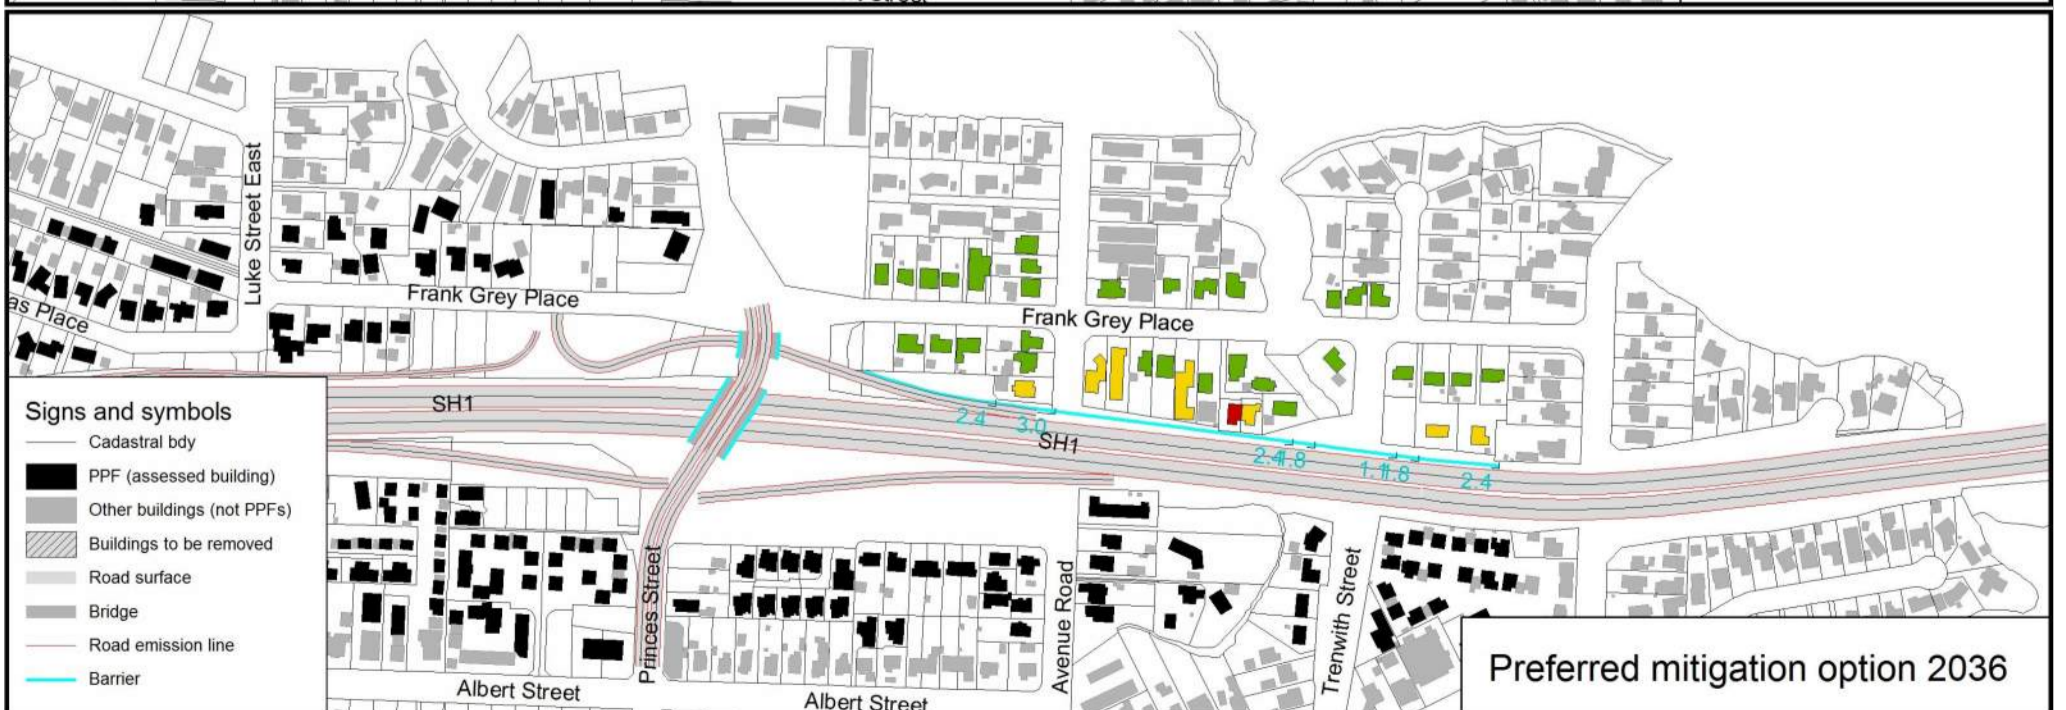 Street
Luke Street East
Frank Grey Place
as Place
Frank Grey Place
SH1
2.4
3.0
SH1
2.4
1.8
1.1
1.8
2.4
Signs and symbols
Cadastral bdy
PPF (assessed building)
Other buildings (not PPFs)
Buildings to be removed
Road surface
Bridge
Road emission line
Barrier
Princes Street
Avenue Road
Trenwith Street
Albert Street
Albert Street
Preferred mitigation option 2036